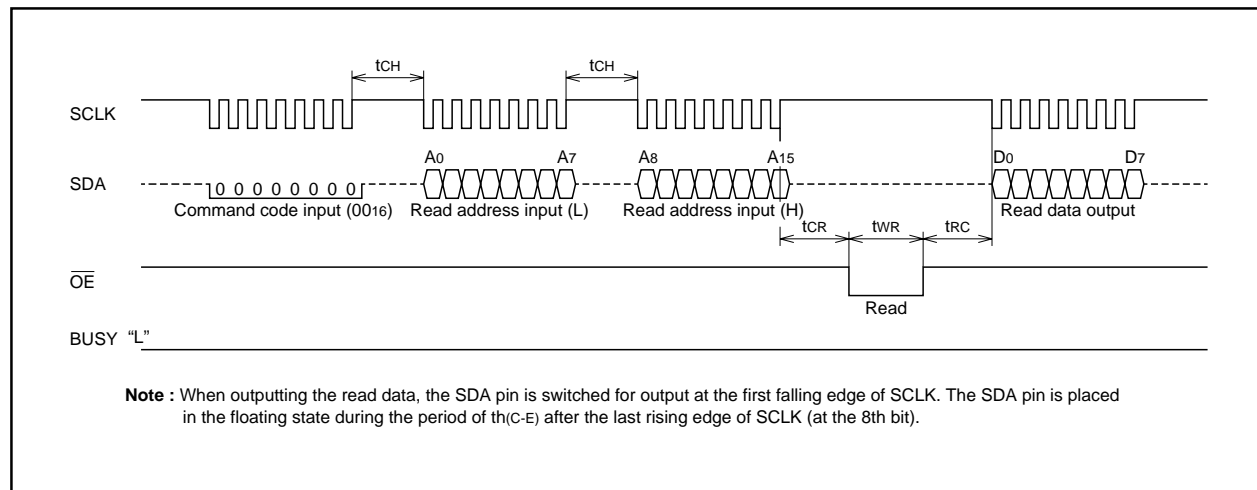 tCH tCH
SCLK
A0 A7 A8 A15 D0 D7
SDA
0 0 0 0 0 0 0 0
Command code input (0016) Read address input (L) Read address input (H) Read data output
tCR tWR tRC
OE
Read
BUSY “L”
Note : When outputting the read data, the SDA pin is switched for output at the first falling edge of SCLK. The SDA pin is placed
in the floating state during the period of th(C-E) after the last rising edge of SCLK (at the 8th bit).